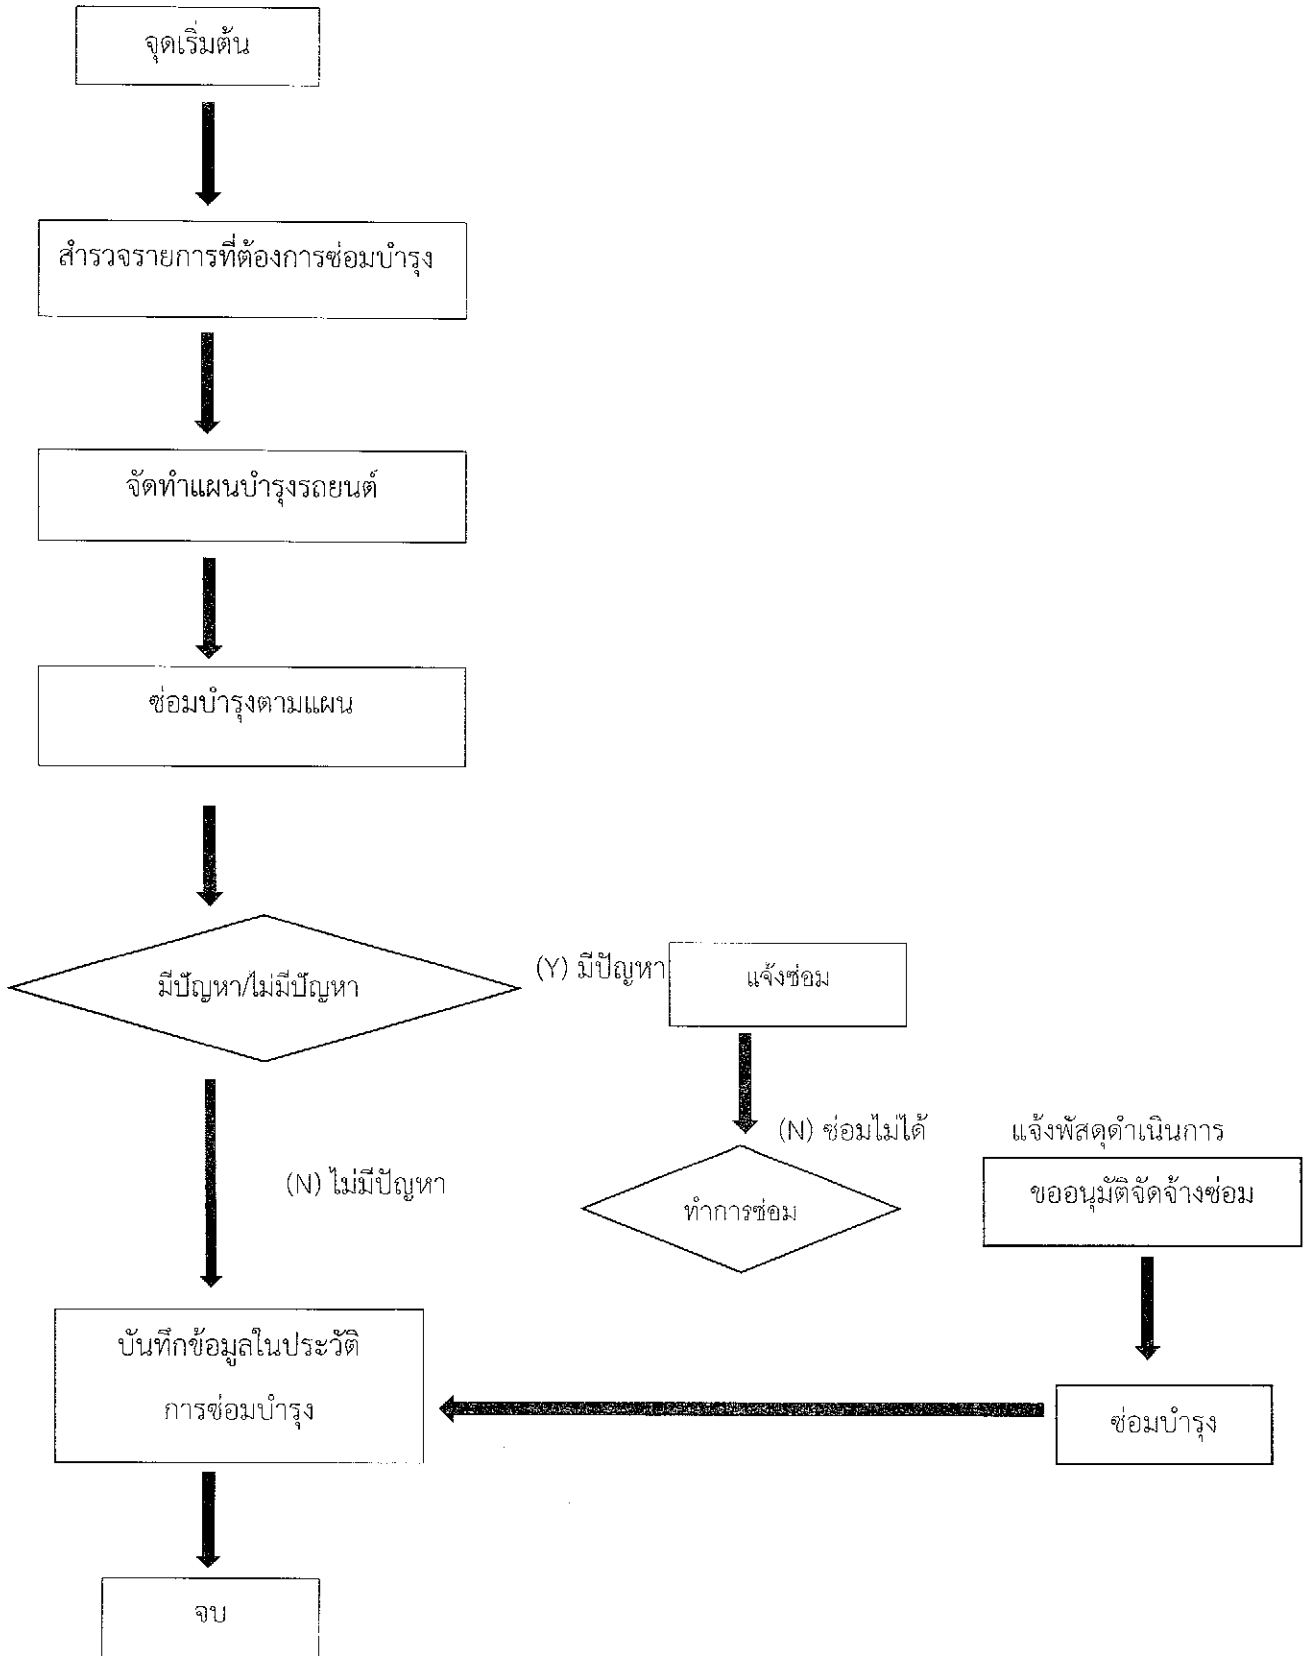 จุดเริ่มต้น
สำรวจรายการที่ต้องการซ่อมบำรุง
จัดทำแผนบำรุงรถยนต์
ซ่อมบำรุงตามแผน
มีปัญหา/ไม่มีปัญหา
(Y) มีปัญหา
แจ้งซ่อม
(N) ซ่อมไม่ได้
แจ้งพัสดุดำเนินการ
(N) ไม่มีปัญหา
ทำการซ่อม
ขออนุมัติจัดจ้างซ่อม
บันทึกข้อมูลในประวัติ
การซ่อมบำรุง
ซ่อมบำรุง
จบ